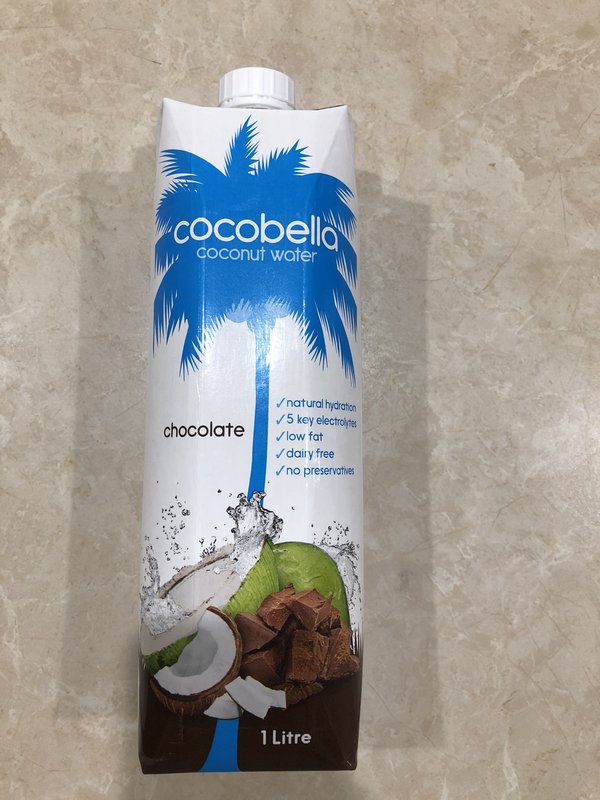 cocobella
coconut water
chocolate
✓natural hydration
✓5 key electrolytes
✓low fat
✓dairy free
✓no preservatives
1 Litre